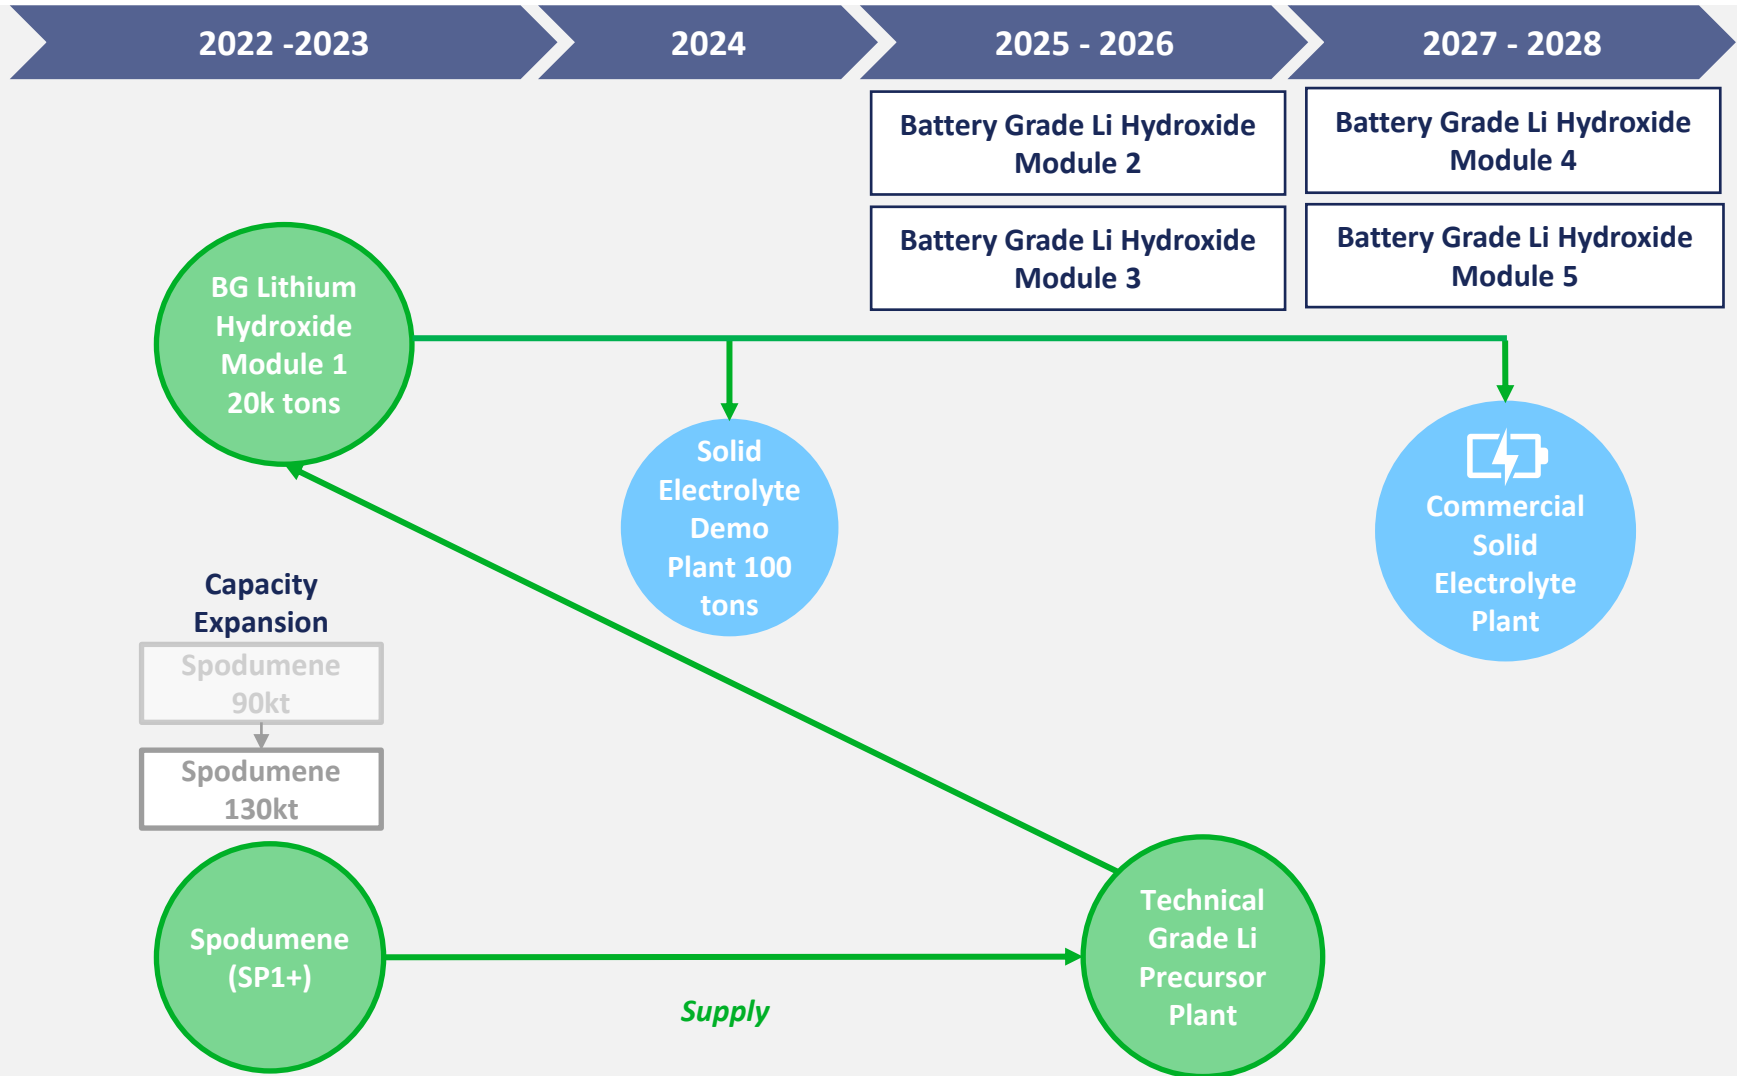 2022 -2023
2024
2025 - 2026
2027 - 2028
Battery Grade Li Hydroxide
Module 2
Battery Grade Li Hydroxide
Module 4
Battery Grade Li Hydroxide
Module 3
Battery Grade Li Hydroxide
Module 5
BG Lithium
Hydroxide
Module 1
20k tons
Solid
Electrolyte
Demo
Plant 100
tons
Commercial
Solid
Electrolyte
Plant
Capacity
Expansion
Spodumene
90kt
Spodumene
130kt
Spodumene
(SP1+)
Supply
Technical
Grade Li
Precursor
Plant